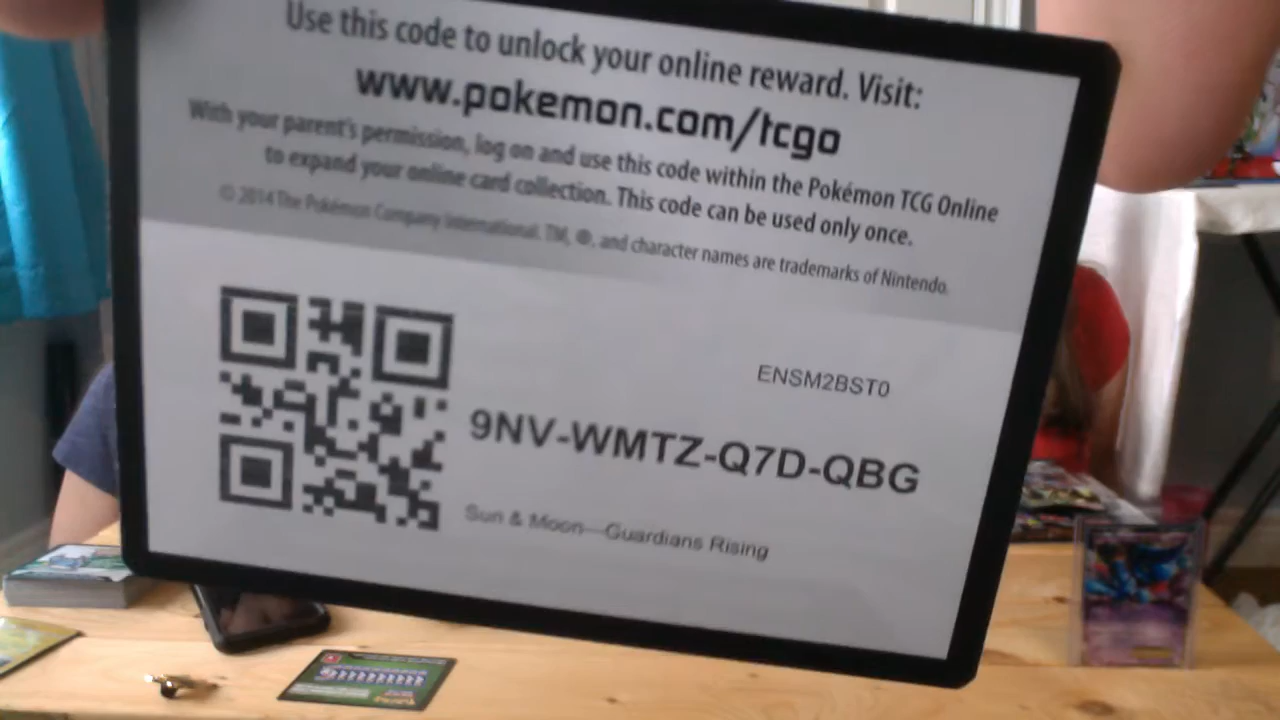 Use this code to unlock your online reward. Visit:
www.pokemon.com/tcgo
With your parent's permission, log on and use this code within the Pokémon TCG Online
to expand your online card collection. This code can be used only once.
© 2014 The Pokémon Company International. TM, ®, and character names are trademarks of Nintendo.
ENSM2BST0
9NV-WMTZ-Q7D-QBG
Sun & Moon—Guardians Rising